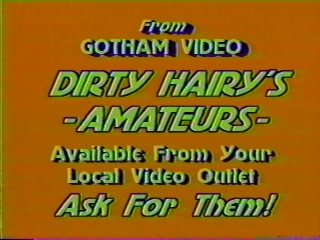 From
GOTHAM VIDEO
DIRTY HAIRY'S
-AMATEURS-
Available From Your
Local Video Outlet
Ask For Them!